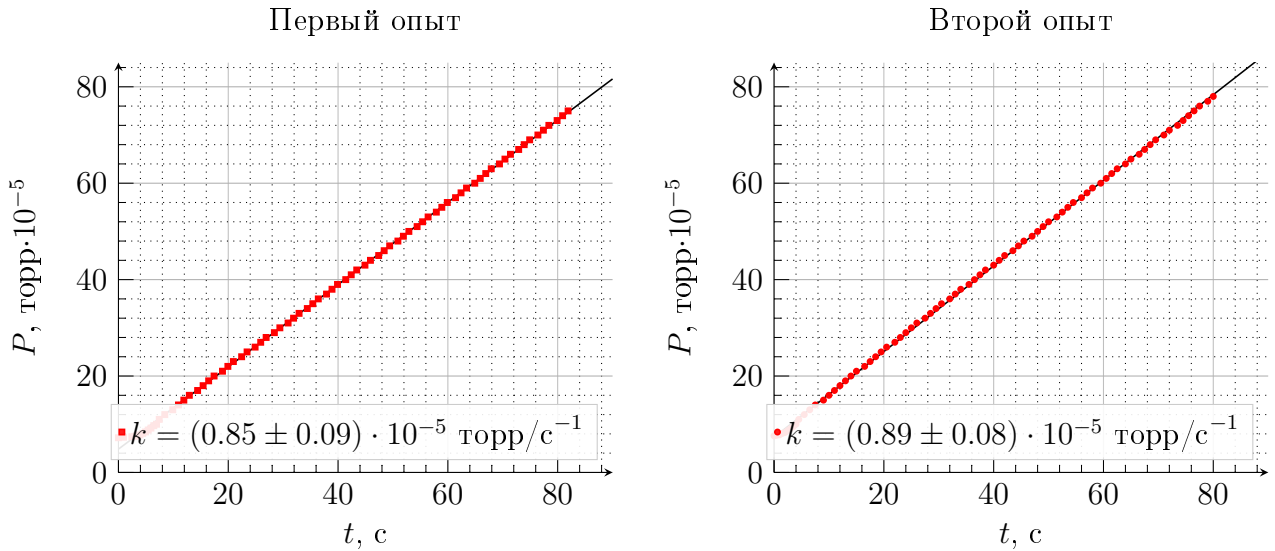 Первый опыт
80
60
40
20
0
P, торр·10⁻⁵
k = (0.85 ± 0.09) · 10⁻⁵ торр/с⁻¹
0 20 40 60 80
t, с
Второй опыт
80
60
40
20
0
P, торр·10⁻⁵
k = (0.89 ± 0.08) · 10⁻⁵ торр/с⁻¹
0 20 40 60 80
t, с